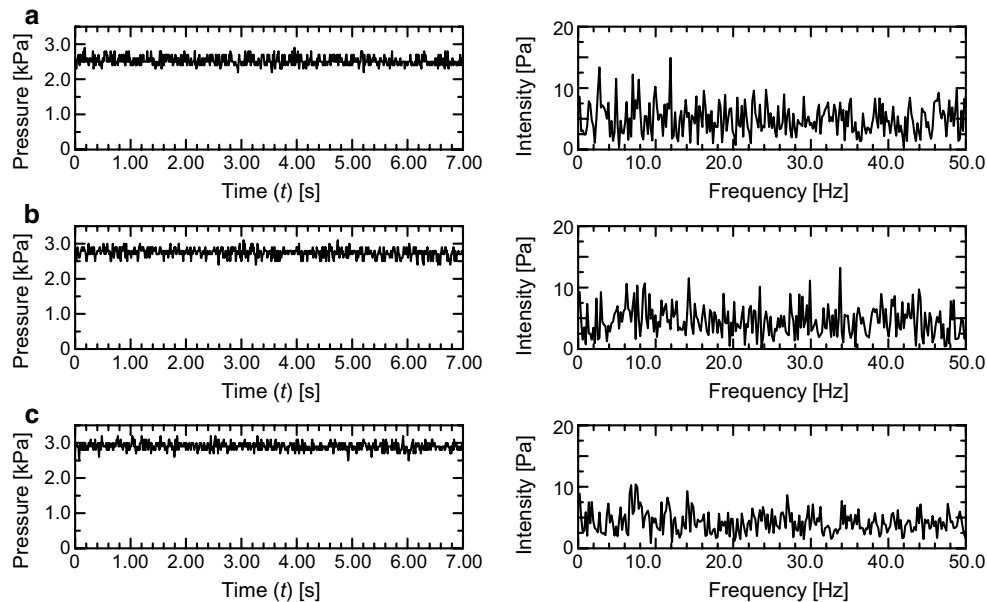 a
Pressure [kPa]
3.0
2.0
1.0
0
0 1.00 2.00 3.00 4.00 5.00 6.00 7.00
Time (t) [s]
Intensity [Pa]
20
10
0
0 10.0 20.0 30.0 40.0 50.0
Frequency [Hz]
b
Pressure [kPa]
3.0
2.0
1.0
0
0 1.00 2.00 3.00 4.00 5.00 6.00 7.00
Time (t) [s]
Intensity [Pa]
20
10
0
0 10.0 20.0 30.0 40.0 50.0
Frequency [Hz]
c
Pressure [kPa]
3.0
2.0
1.0
0
0.00 1.00 2.00 3.00 4.00 5.00 6.00 7.00
Time (t) [s]
Intensity [Pa]
20
10
0
0 10.0 20.0 30.0 40.0 50.0
Frequency [Hz]